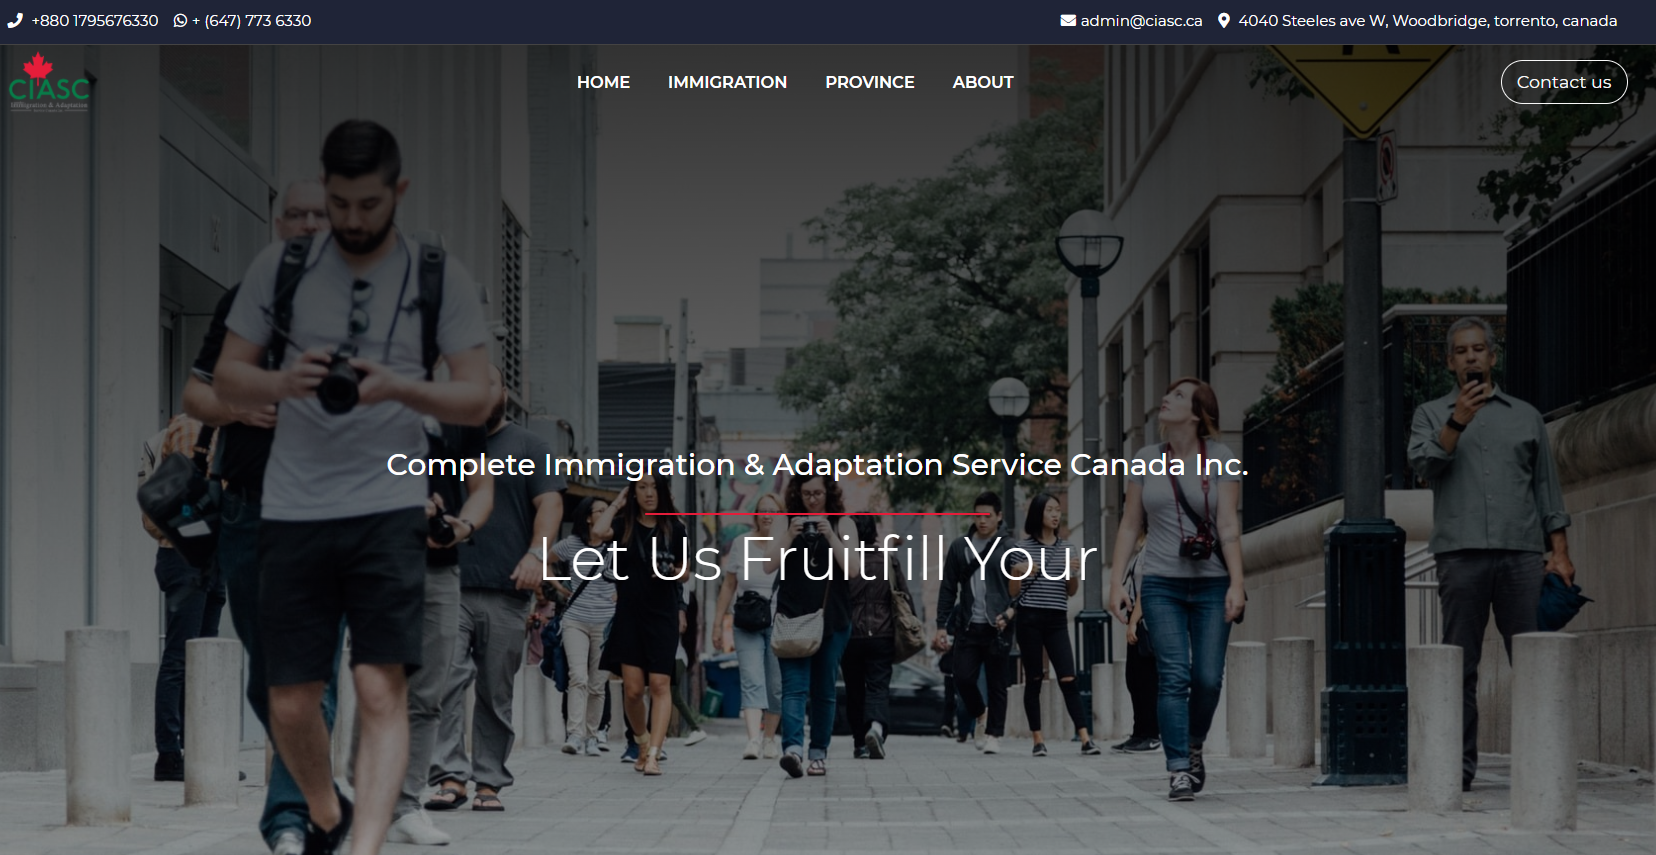 +880 1795676330 + (647) 773 6330 admin@ciasc.ca 4040 Steeles ave W, Woodbridge, torrento, canada
CIASC
Immigration & Adaptation
HOME IMMIGRATION PROVINCE ABOUT Contact us
Complete Immigration & Adaptation Service Canada Inc.
Let Us Fruitfill Your